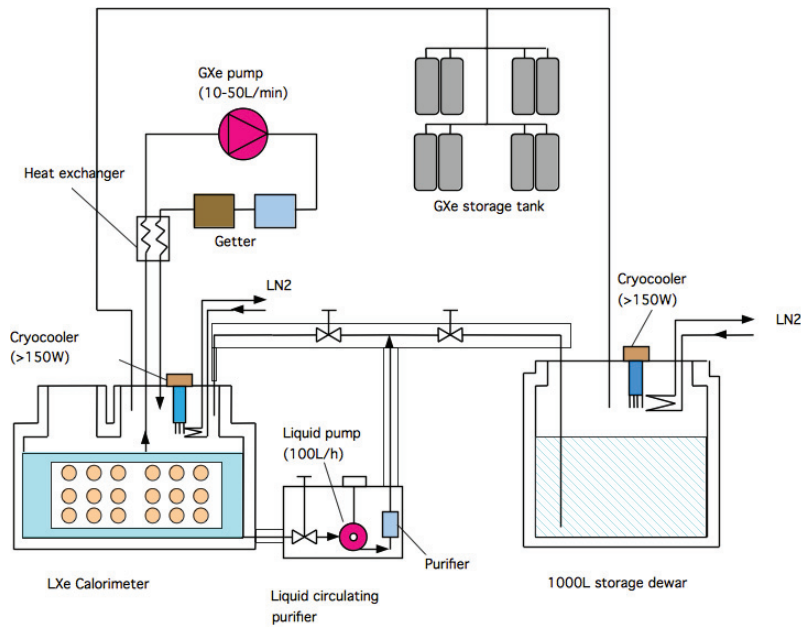 GXe pump
(10-50L/min)
Heat exchanger
Getter
GXe storage tank
LN2
Cryocooler
(>150W)
Cryocooler
(>150W)
LN2
Liquid pump
(100L/h)
Purifier
LXe Calorimeter
Liquid circulating
purifier
1000L storage dewar